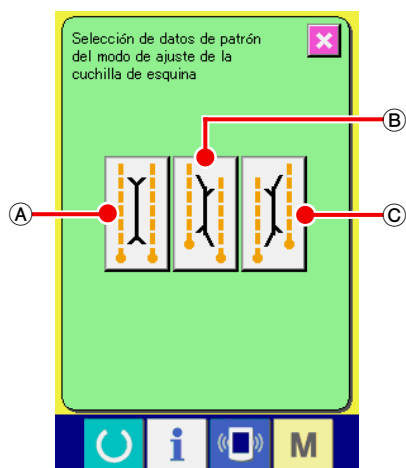 Selección de datos de patrón
del modo de ajuste de la
cuchilla de esquina
B
A
C
i
M